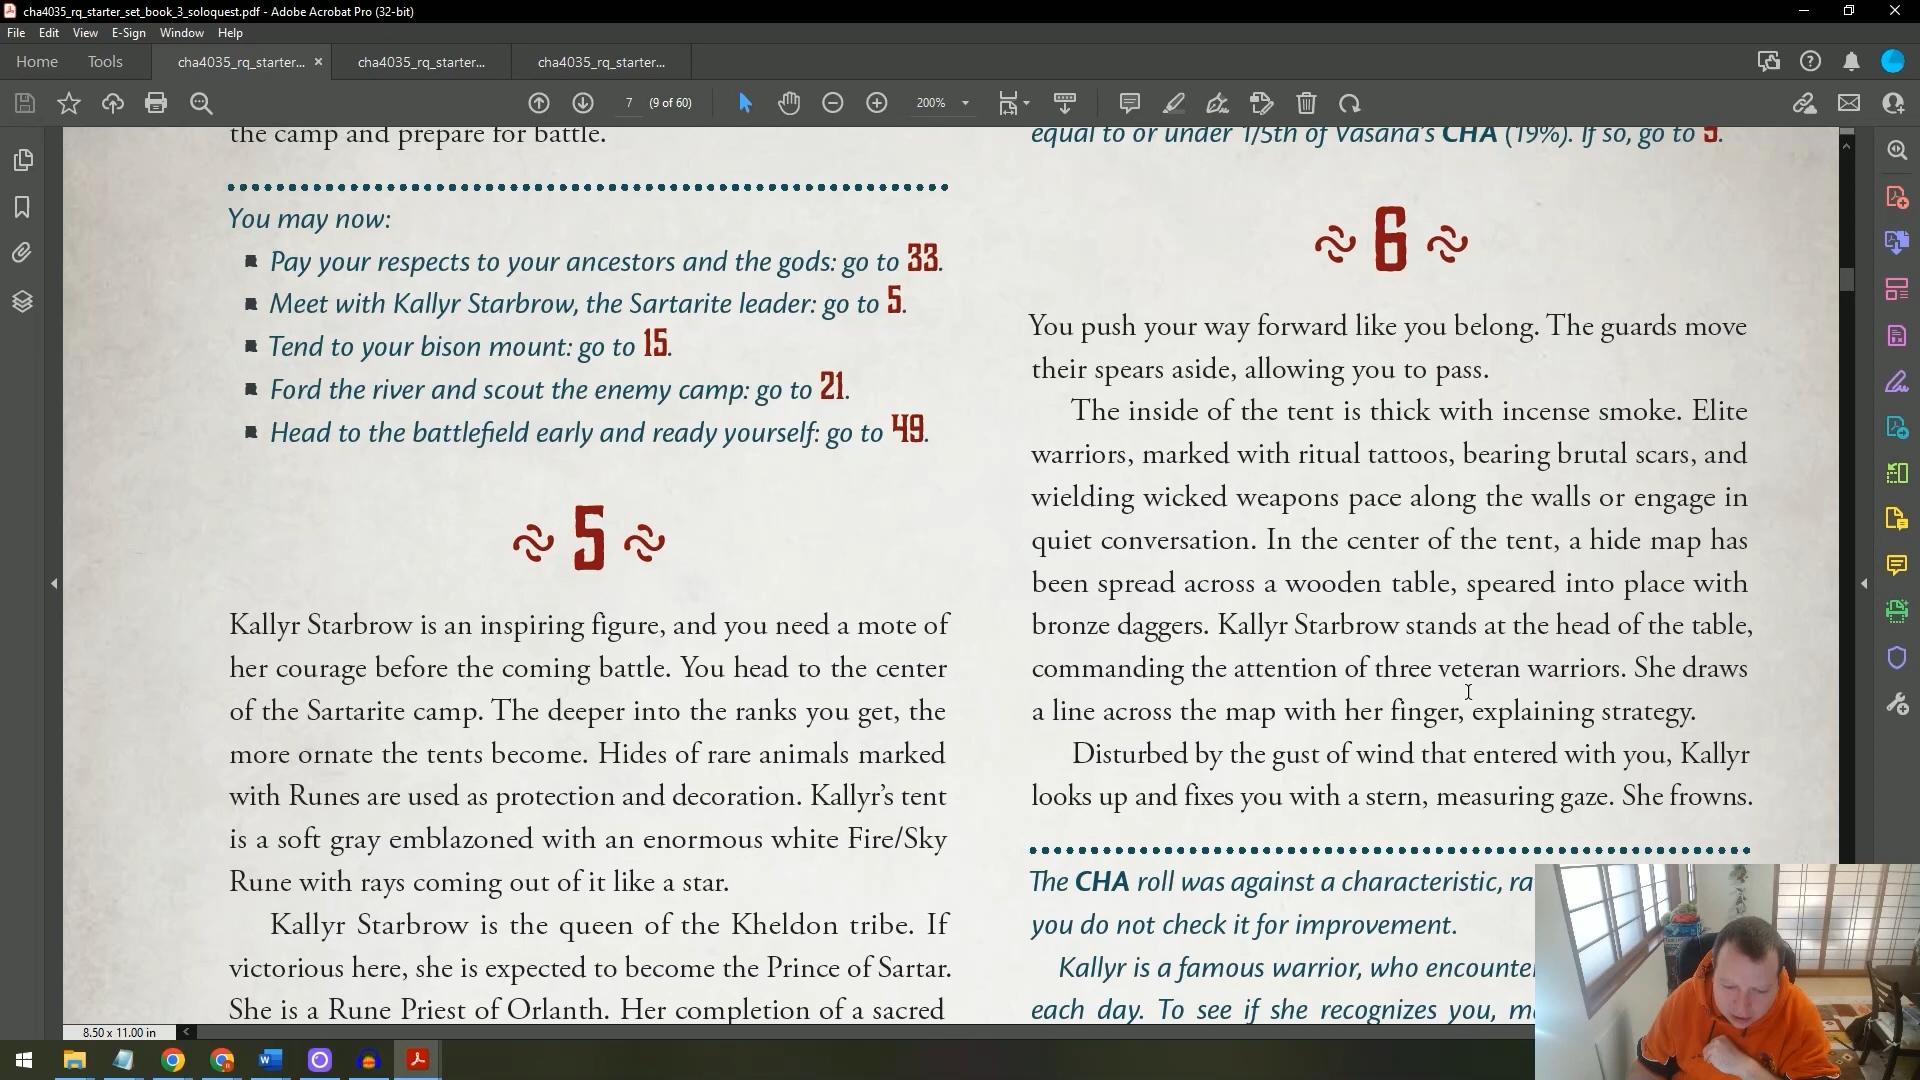 cha4035_rq_starter_set_book_3_soloquest.pdf - Adobe Acrobat Pro (32-bit)
File Edit View E-Sign Window Help
Home Tools cha4035_rq_starter... × cha4035_rq_starter... cha4035_rq_starter...
7 (9 of 60) 200%
the camp and prepare for battle.
You may now:
Pay your respects to your ancestors and the gods: go to 33.
Meet with Kallyr Starbrow, the Sartarite leader: go to 5.
Tend to your bison mount: go to 15.
Ford the river and scout the enemy camp: go to 21.
Head to the battlefield early and ready yourself: go to 49.
5
Kallyr Starbrow is an inspiring figure, and you need a mote of
her courage before the coming battle. You head to the center
of the Sartarite camp. The deeper into the ranks you get, the
more ornate the tents become. Hides of rare animals marked
with Runes are used as protection and decoration. Kallyr’s tent
is a soft gray emblazoned with an enormous white Fire/Sky
Rune with rays coming out of it like a star.
Kallyr Starbrow is the queen of the Kheldon tribe. If
victorious here, she is expected to become the Prince of Sartar.
She is a Rune Priest of Orlanth. Her completion of a sacred
equal to or under 1/5th of Vasana’s CHA (19%). If so, go to 9.
6
You push your way forward like you belong. The guards move
their spears aside, allowing you to pass.
The inside of the tent is thick with incense smoke. Elite
warriors, marked with ritual tattoos, bearing brutal scars, and
wielding wicked weapons pace along the walls or engage in
quiet conversation. In the center of the tent, a hide map has
been spread across a wooden table, speared into place with
bronze daggers. Kallyr Starbrow stands at the head of the table,
commanding the attention of three veteran warriors. She draws
a line across the map with her finger, explaining strategy.
Disturbed by the gust of wind that entered with you, Kallyr
looks up and fixes you with a stern, measuring gaze. She frowns.
The CHA roll was against a characteristic, ra
you do not check it for improvement.
Kallyr is a famous warrior, who encounte
each day. To see if she recognizes you, m
8.50 x 11.00 in